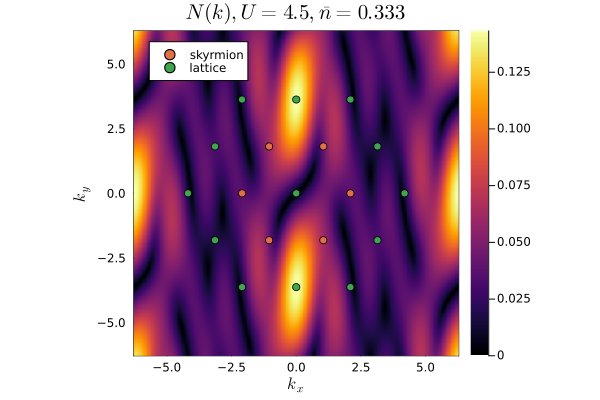 N(k), U = 4.5, n̄ = 0.333
skyrmion
lattice
5.0
2.5
0.0
−2.5
−5.0
k_y
−5.0 −2.5 0.0 2.5 5.0
k_x
0.125
0.100
0.075
0.050
0.025
0